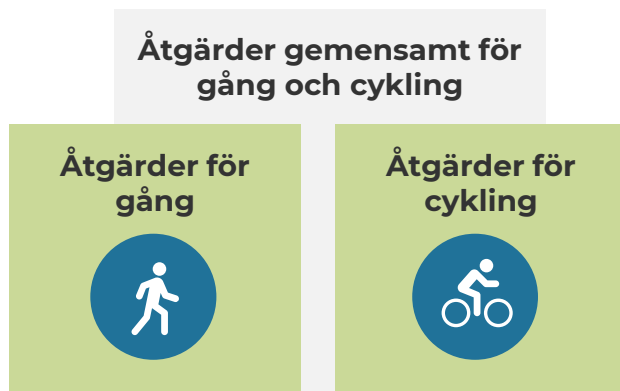 Åtgärder gemensamt för
gång och cykling
Åtgärder för
gång
Åtgärder för
cykling